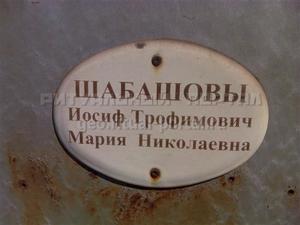 ШАБАШОВЫ
Иосиф Трофимович
Мария Николаевна